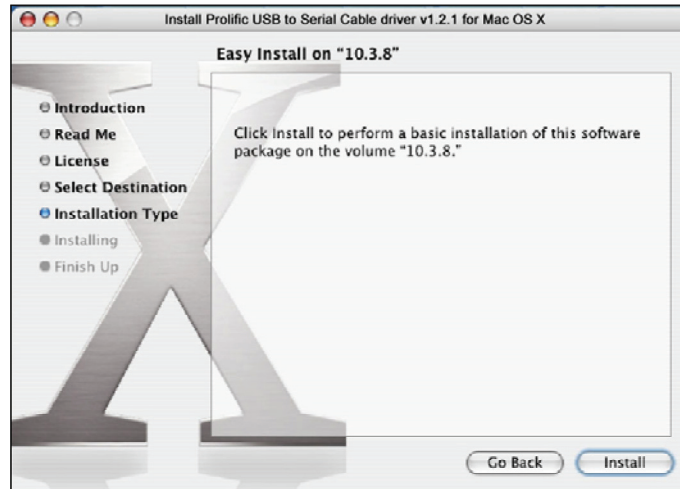 Install Prolific USB to Serial Cable driver v1.2.1 for Mac OS X
Easy Install on “10.3.8”
Introduction
Read Me
License
Select Destination
Installation Type
Installing
Finish Up
Click Install to perform a basic installation of this software
package on the volume “10.3.8.”
Go Back
Install